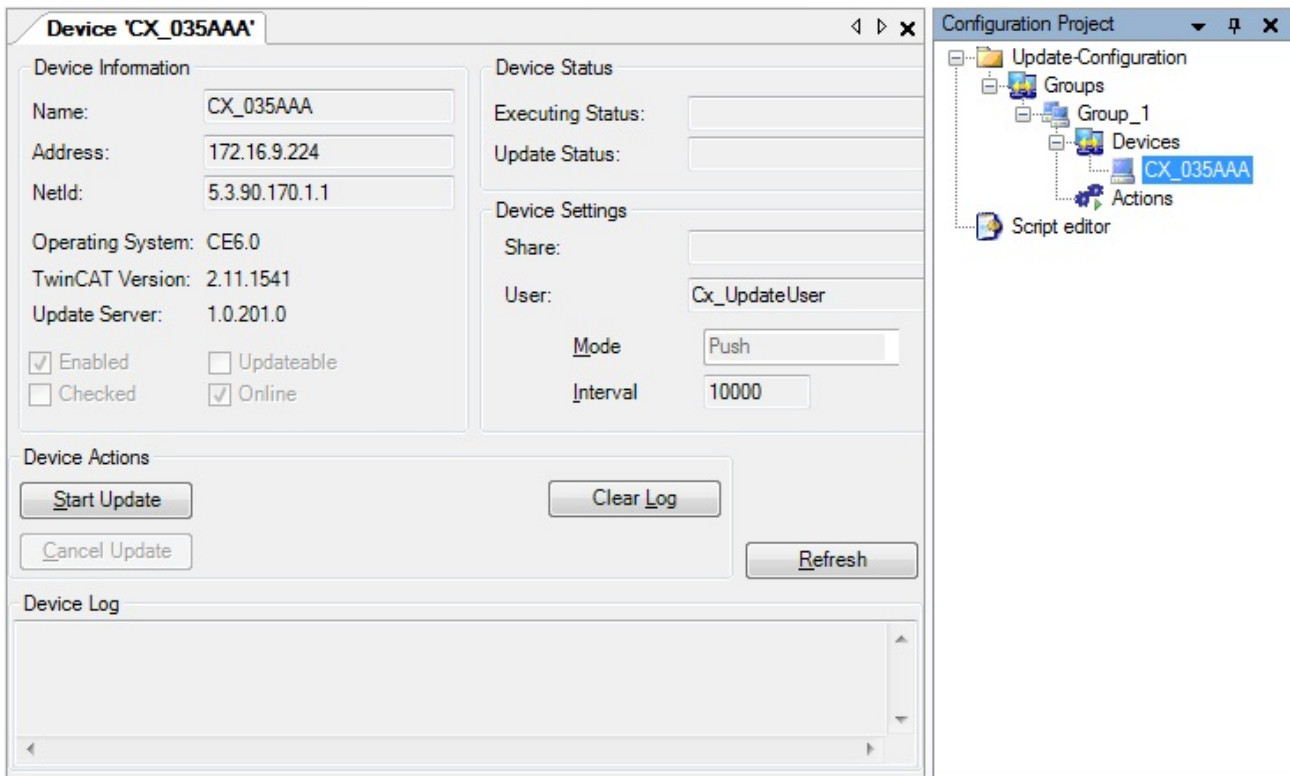 Device 'CX_035AAA'
Device Information
Name: CX_035AAA
Address: 172.16.9.224
NetId: 5.3.90.170.1.1
Operating System: CE6.0
TwinCAT Version: 2.11.1541
Update Server: 1.0.201.0
Enabled Updateable
Checked Online
Device Status
Executing Status:
Update Status:
Device Settings
Share:
User: Cx_UpdateUser
Mode Push
Interval 10000
Device Actions
Start Update Clear Log
Cancel Update
Refresh
Device Log
Configuration Project
Update-Configuration
Groups
Group_1
Devices
CX_035AAA
Actions
Script editor